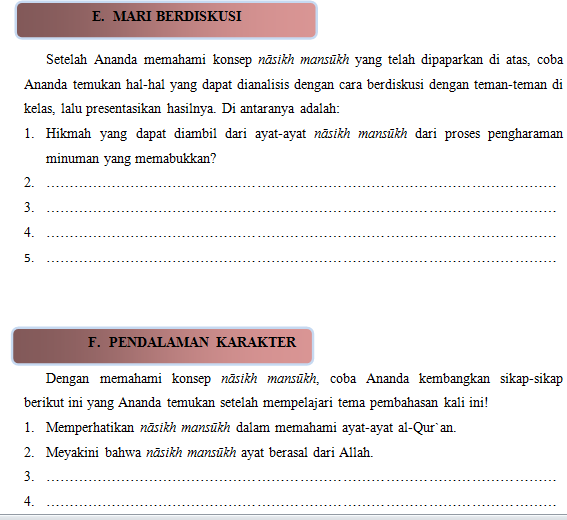 E. MARI BERDISKUSI
Setelah Ananda memahami konsep nāsikh mansūkh yang telah dipaparkan di atas, coba
Ananda temukan hal-hal yang dapat dianalisis dengan cara berdiskusi dengan teman-teman di
kelas, lalu presentasikan hasilnya. Di antaranya adalah:
1. Hikmah yang dapat diambil dari ayat-ayat nāsikh mansūkh dari proses pengharaman
minuman yang memabukkan?
2. ..........................................................................................
3. ..........................................................................................
4. ..........................................................................................
5. ..........................................................................................
F. PENDALAMAN KARAKTER
Dengan memahami konsep nāsikh mansūkh, coba Ananda kembangkan sikap-sikap
berikut ini yang Ananda temukan setelah mempelajari tema pembahasan kali ini!
1. Memperhatikan nāsikh mansūkh dalam memahami ayat-ayat al-Qur`an.
2. Meyakini bahwa nāsikh mansūkh ayat berasal dari Allah.
3. ..........................................................................................
4. ..........................................................................................